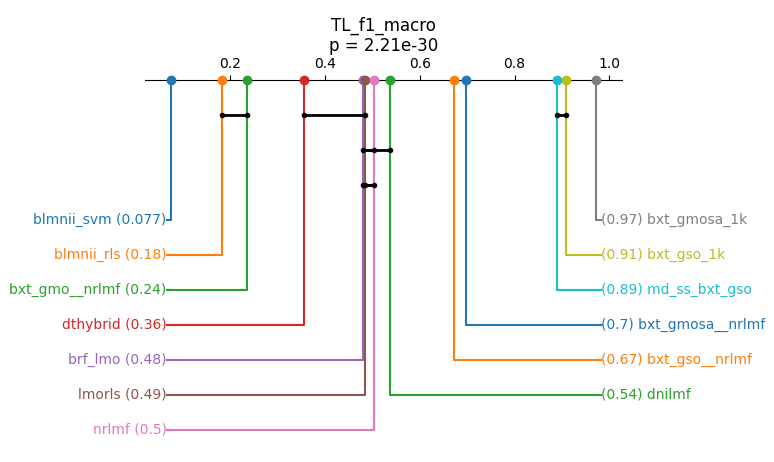 TL_f1_macro
p = 2.21e-30
0.2 0.4 0.6 0.8 1.0
blmnii_svm (0.077) (0.97) bxt_gmosa_1k
blmnii_rls (0.18) (0.91) bxt_gso_1k
bxt_gmo__nrlmf (0.24) (0.89) md_ss_bxt_gso
dthybrid (0.36) (0.7) bxt_gmosa__nrlmf
brf_lmo (0.48) (0.67) bxt_gso__nrlmf
lmorls (0.49) (0.54) dnilmf
nrlmf (0.5)